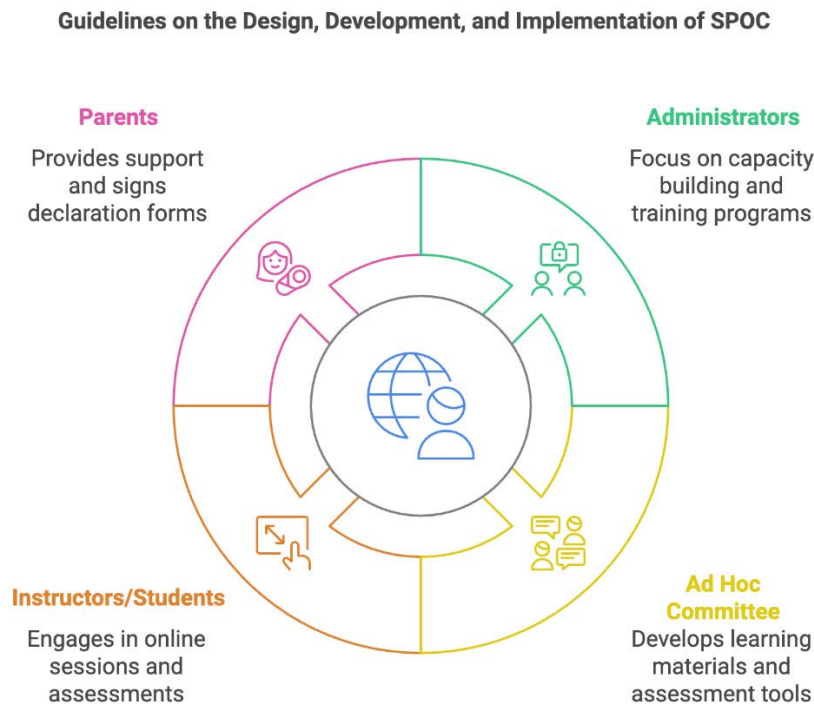 Guidelines on the Design, Development, and Implementation of SPOC
Parents
Provides support
and signs
declaration forms
Administrators
Focus on capacity
building and
training programs
Instructors/Students
Engages in online
sessions and
assessments
Ad Hoc
Committee
Develops learning
materials and
assessment tools